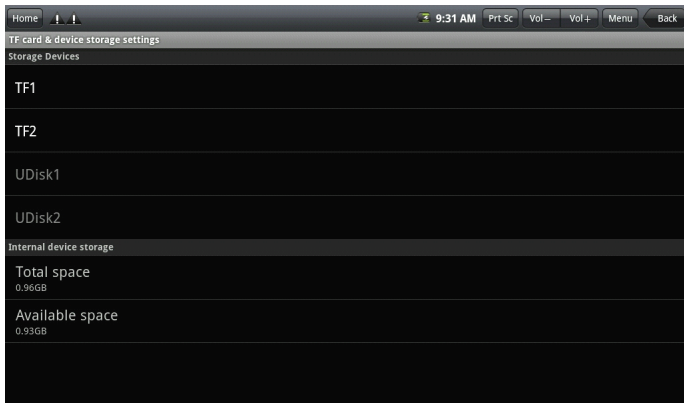 Home 9:31 AM Prt Sc Vol− Vol+ Menu Back
TF card & device storage settings
Storage Devices
TF1
TF2
UDisk1
UDisk2
Internal device storage
Total space
0.96GB
Available space
0.93GB